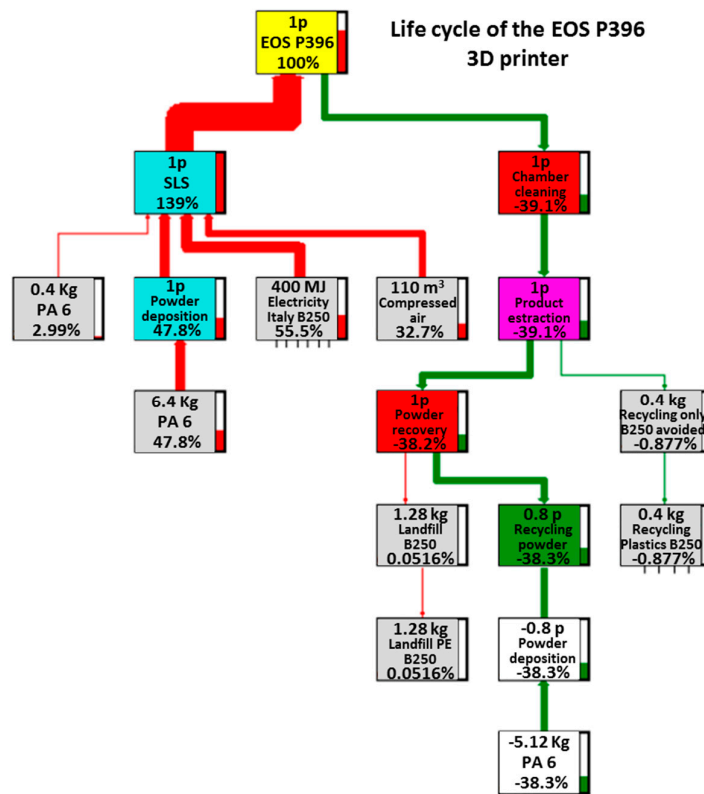 Life cycle of the EOS P396
3D printer
1p
EOS P396
100%
1p
SLS
139%
1p
Chamber
cleaning
-39.1%
0.4 Kg
PA 6
2.99%
1p
Powder
deposition
47.8%
400 MJ
Electricity
Italy B250
55.5%
110 m³
Compressed
air
32.7%
1p
Product
estraction
-39.1%
6.4 Kg
PA 6
47.8%
1p
Powder
recovery
-38.2%
0.4 kg
Recycling only
B250 avoided
-0.877%
1.28 kg
Landfill
B250
0.0516%
0.8 p
Recycling
powder
-38.3%
0.4 kg
Recycling
Plastics B250
-0.877%
1.28 kg
Landfill PE
B250
0.0516%
-0.8 p
Powder
deposition
-38.3%
-5.12 Kg
PA 6
-38.3%